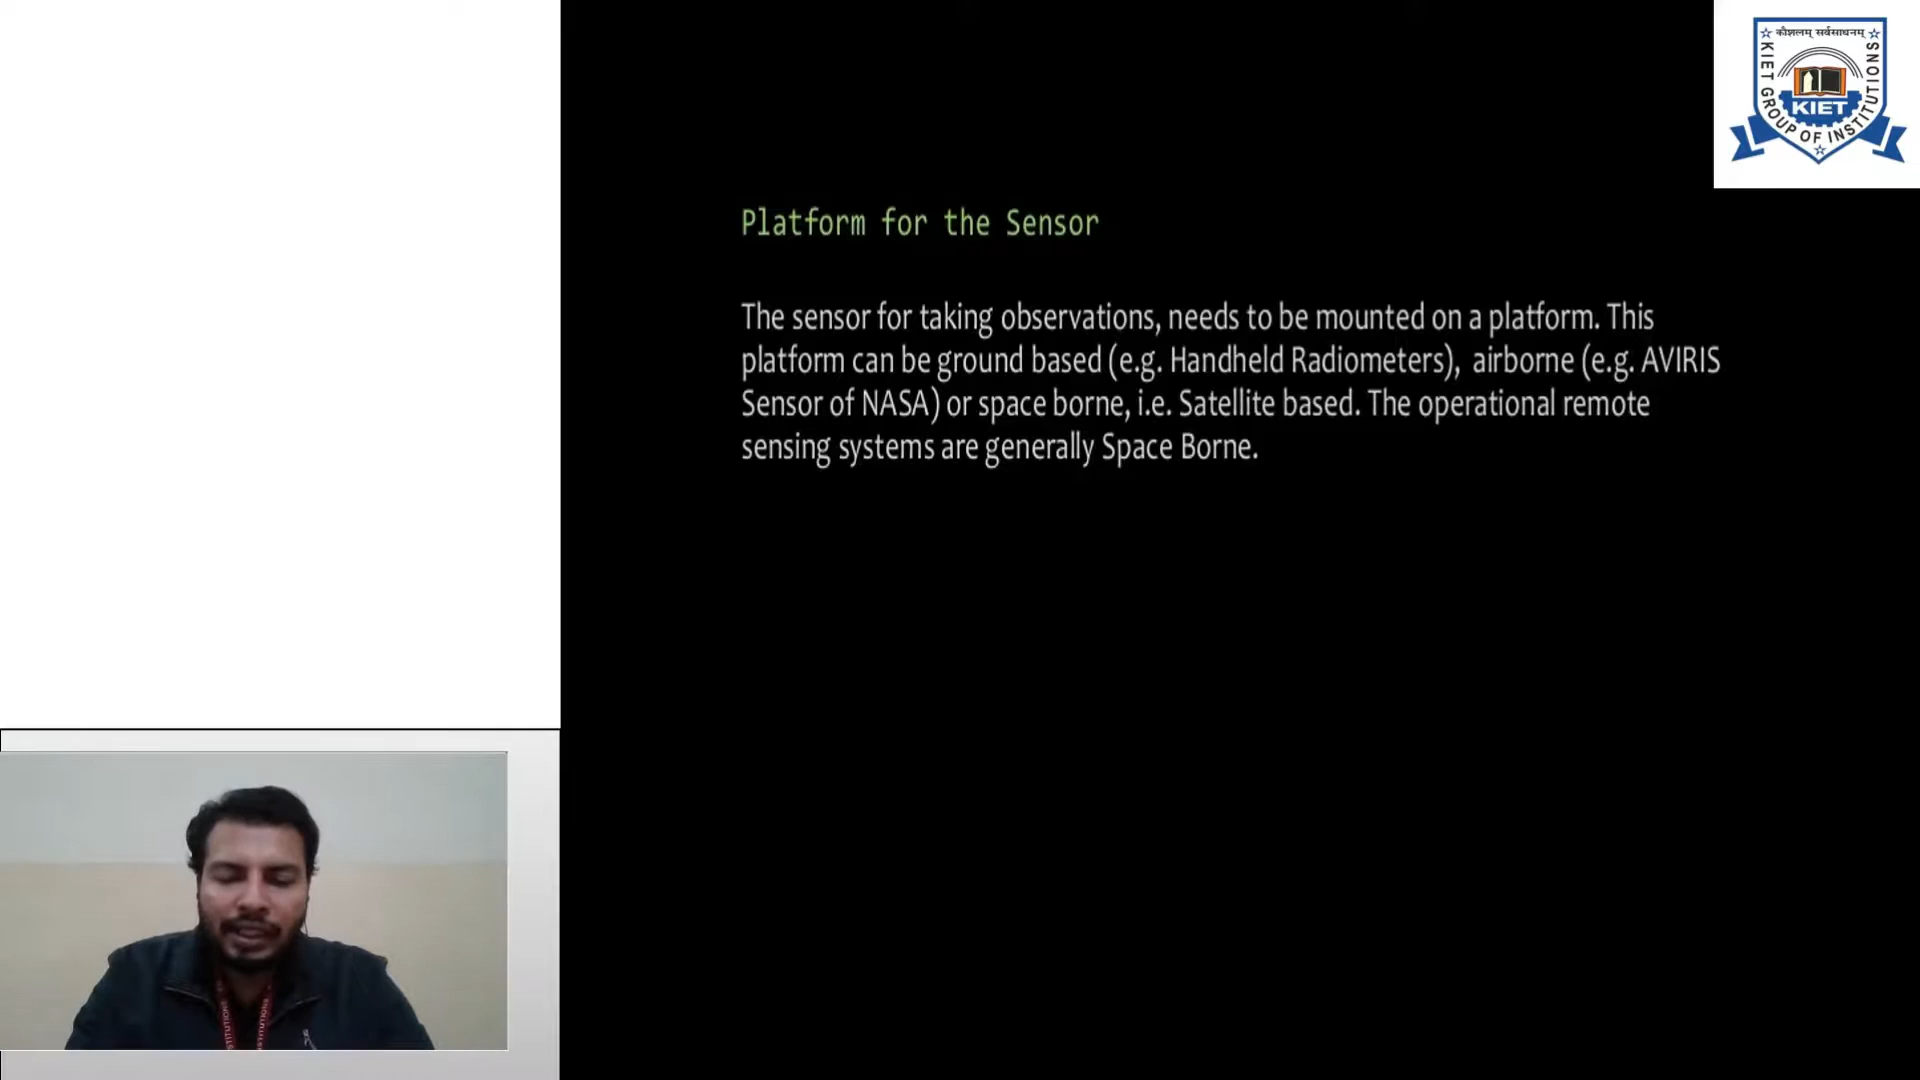 कौशलम् सर्वसाधनम्
KIET GROUP OF INSTITUTIONS
KIET
Platform for the Sensor
The sensor for taking observations, needs to be mounted on a platform. This
platform can be ground based (e.g. Handheld Radiometers), airborne (e.g. AVIRIS
Sensor of NASA) or space borne, i.e. Satellite based. The operational remote
sensing systems are generally Space Borne.